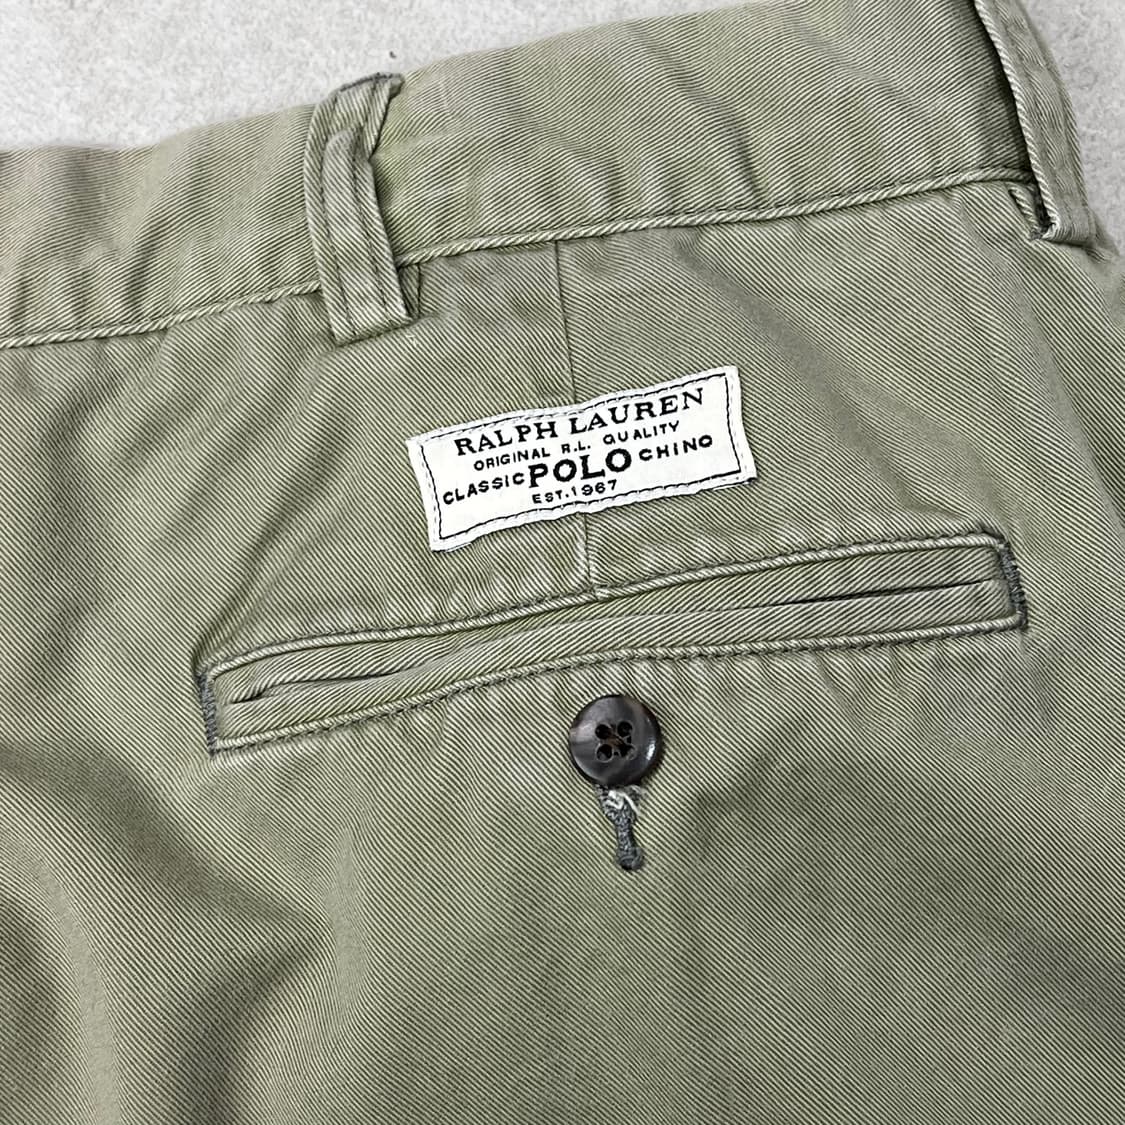 RALPH LAUREN
ORIGINAL R.L. QUALITY
CLASSIC POLO CHINO
EST. 1967